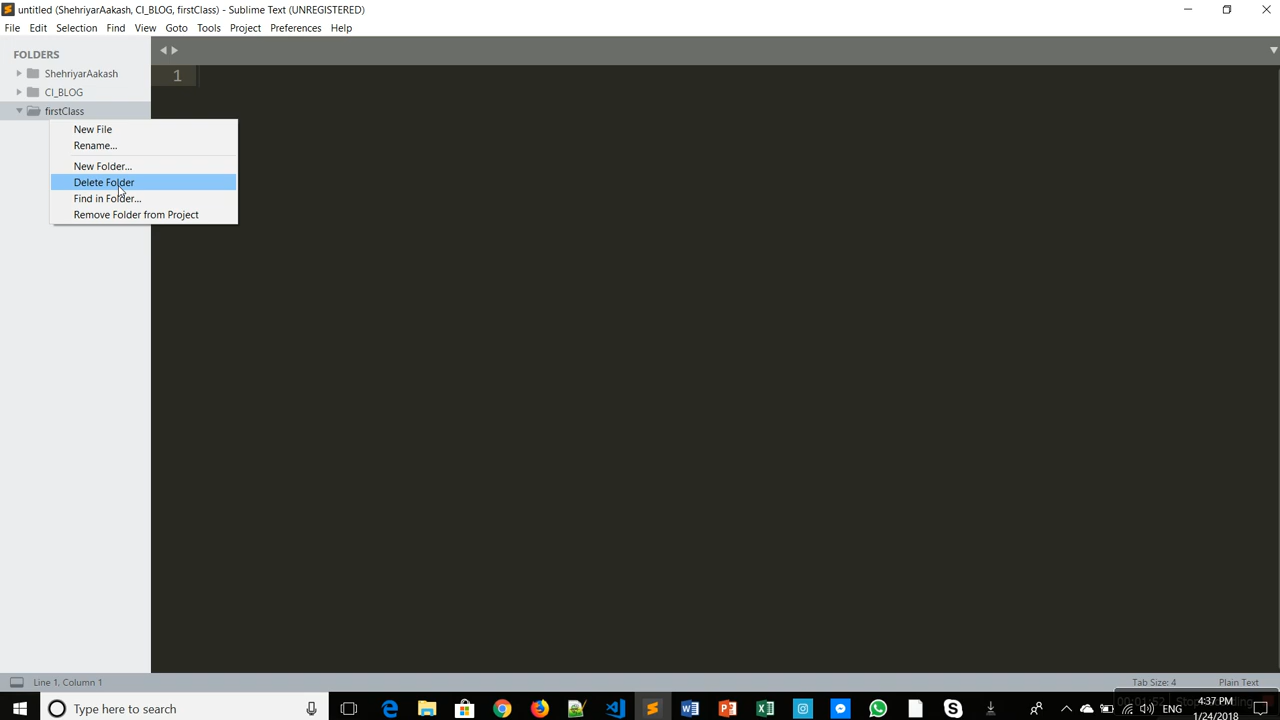 untitled (ShehriyarAakash, CI_BLOG, firstClass) - Sublime Text (UNREGISTERED)
File Edit Selection Find View Goto Tools Project Preferences Help
FOLDERS
ShehriyarAakash
1
CI_BLOG
firstClass
New File
Rename...
New Folder...
Delete Folder
Find in Folder...
Remove Folder from Project
Line 1, Column 1
Tab Size: 4
Plain Text
Type here to search
ENG
4:37 PM
1/24/2018